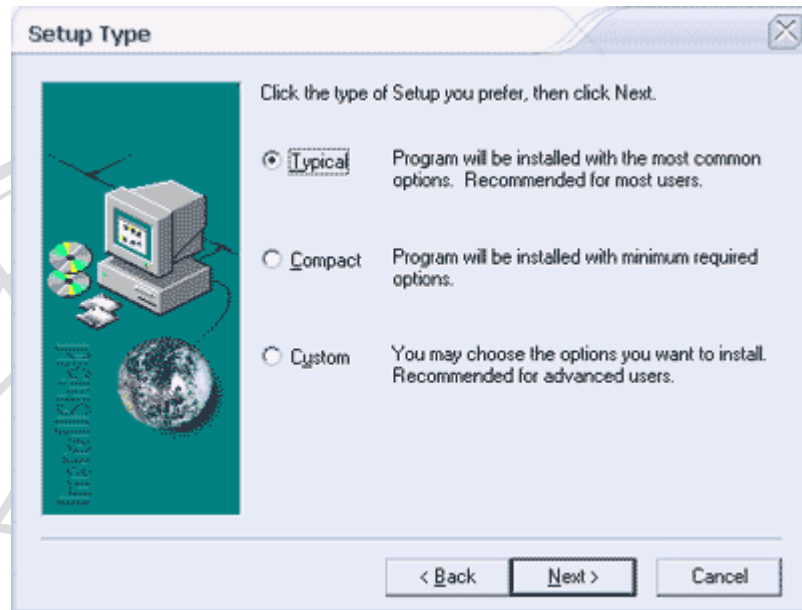 Setup Type
Click the type of Setup you prefer, then click Next.
Typical
Program will be installed with the most common
options. Recommended for most users.
Compact
Program will be installed with minimum required
options.
Custom
You may choose the options you want to install.
Recommended for advanced users.
InstallShield
< Back
Next >
Cancel